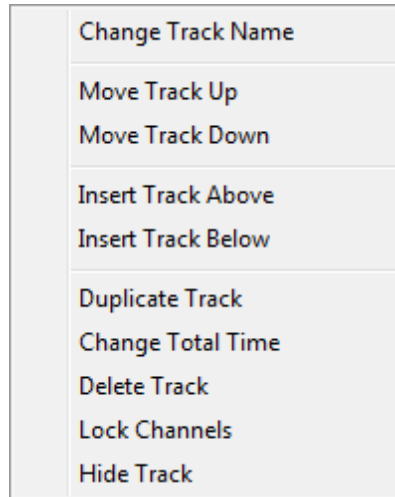 Change Track Name
Move Track Up
Move Track Down
Insert Track Above
Insert Track Below
Duplicate Track
Change Total Time
Delete Track
Lock Channels
Hide Track